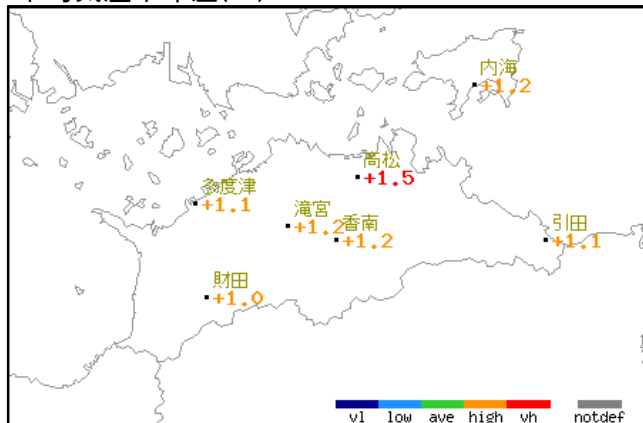 内海
+1.2
高松
+1.5
多度津
+1.1
滝宮
+1.2
香南
+1.2
引田
+1.1
財田
+1.0
vl low ave high vh notdef